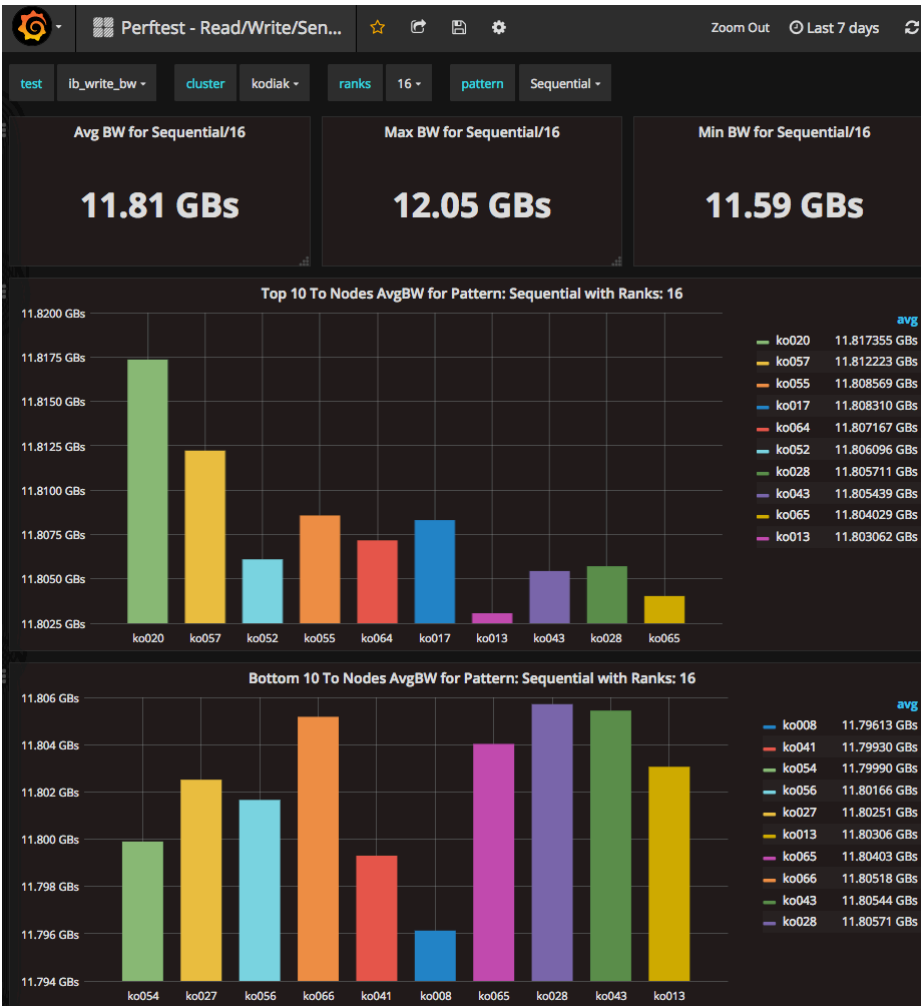 Perftest - Read/Write/Sen...
Zoom Out Last 7 days
test ib_write_bw cluster kodiak ranks 16 pattern Sequential
Avg BW for Sequential/16
11.81 GBs
Max BW for Sequential/16
12.05 GBs
Min BW for Sequential/16
11.59 GBs
Top 10 To Nodes AvgBW for Pattern: Sequential with Ranks: 16
11.8200 GBs
11.8175 GBs
11.8150 GBs
11.8125 GBs
11.8100 GBs
11.8075 GBs
11.8050 GBs
11.8025 GBs
ko020 ko057 ko052 ko055 ko064 ko017 ko013 ko043 ko028 ko065
avg
ko020 11.817355 GBs
ko057 11.812223 GBs
ko055 11.808569 GBs
ko017 11.808310 GBs
ko064 11.807167 GBs
ko052 11.806096 GBs
ko028 11.805711 GBs
ko043 11.805439 GBs
ko065 11.804029 GBs
ko013 11.803062 GBs
Bottom 10 To Nodes AvgBW for Pattern: Sequential with Ranks: 16
11.806 GBs
11.804 GBs
11.802 GBs
11.800 GBs
11.798 GBs
11.796 GBs
11.794 GBs
ko054 ko027 ko056 ko066 ko041 ko008 ko065 ko028 ko043 ko013
avg
ko008 11.79613 GBs
ko041 11.79930 GBs
ko054 11.79990 GBs
ko056 11.80166 GBs
ko027 11.80251 GBs
ko013 11.80306 GBs
ko065 11.80403 GBs
ko066 11.80518 GBs
ko043 11.80544 GBs
ko028 11.80571 GBs